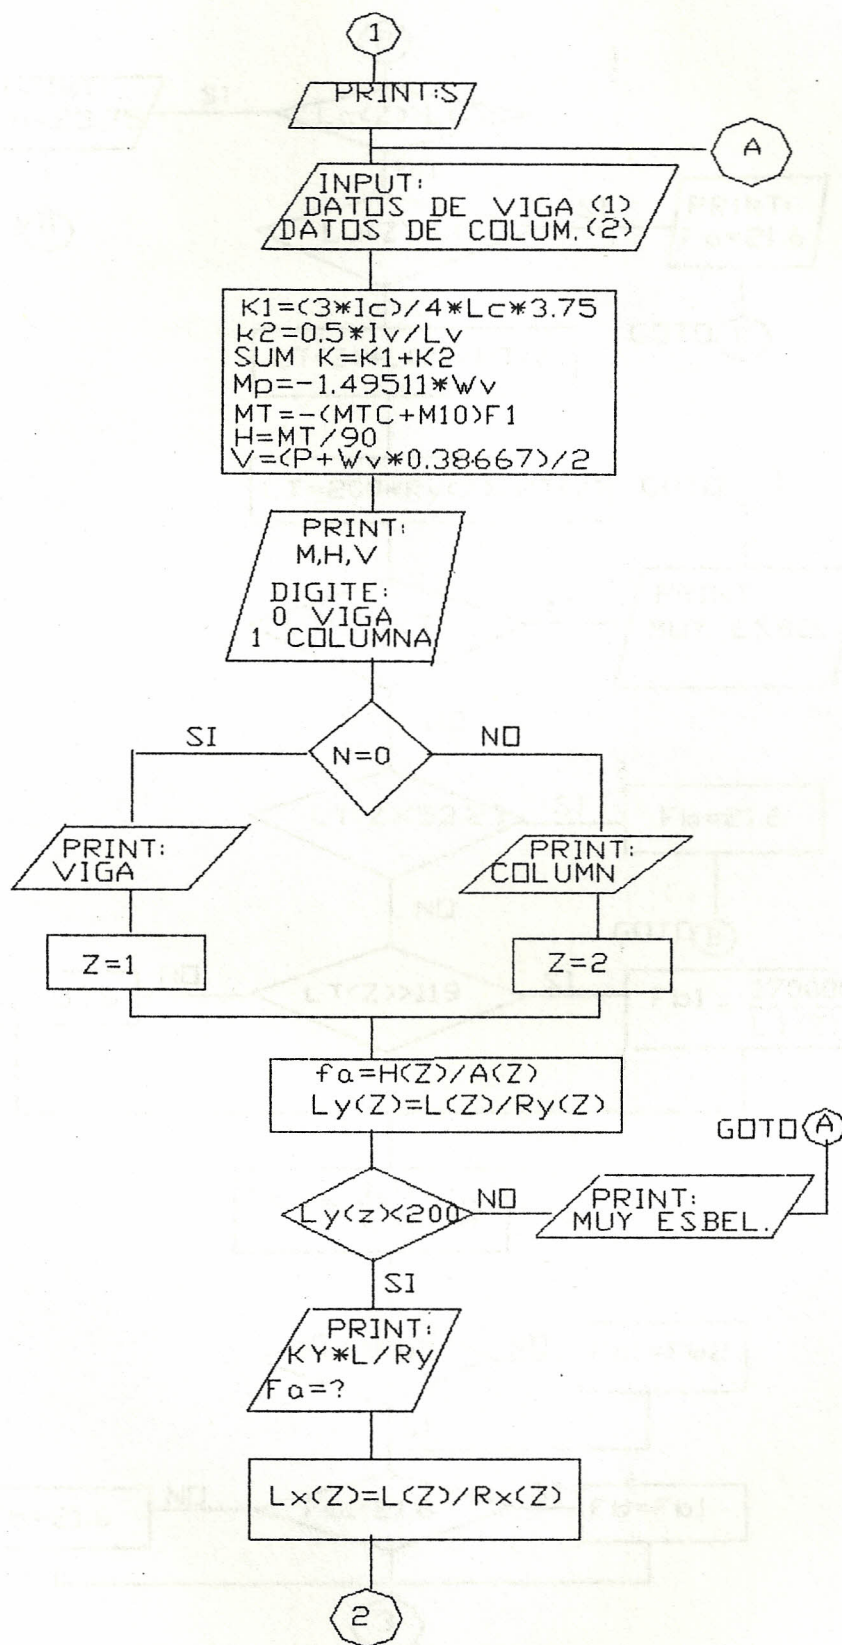 1
PRINT:S
A
INPUT:
DATOS DE VIGA (1)
DATOS DE COLUM. (2)
K1=(3*Ic)/4*Lc*3.75
k2=0.5*Iv/Lv
SUM K=K1+K2
Mp=-1.49511*Wv
MT=-(MTC+M10)F1
H=MT/90
V=(P+Wv*0.38667)/2
PRINT:
M,H,V
DIGITE:
0 VIGA
1 COLUMNA
SI
N=0
NO
PRINT:
VIGA
PRINT:
COLUMN
Z=1
Z=2
fa=H(Z)/A(Z)
Ly(Z)=L(Z)/Ry(Z)
GOTO A
Ly(z)<200
NO
PRINT:
MUY ESBEL.
SI
PRINT:
KY*L/Ry
Fa=?
Lx(Z)=L(Z)/Rx(Z)
2